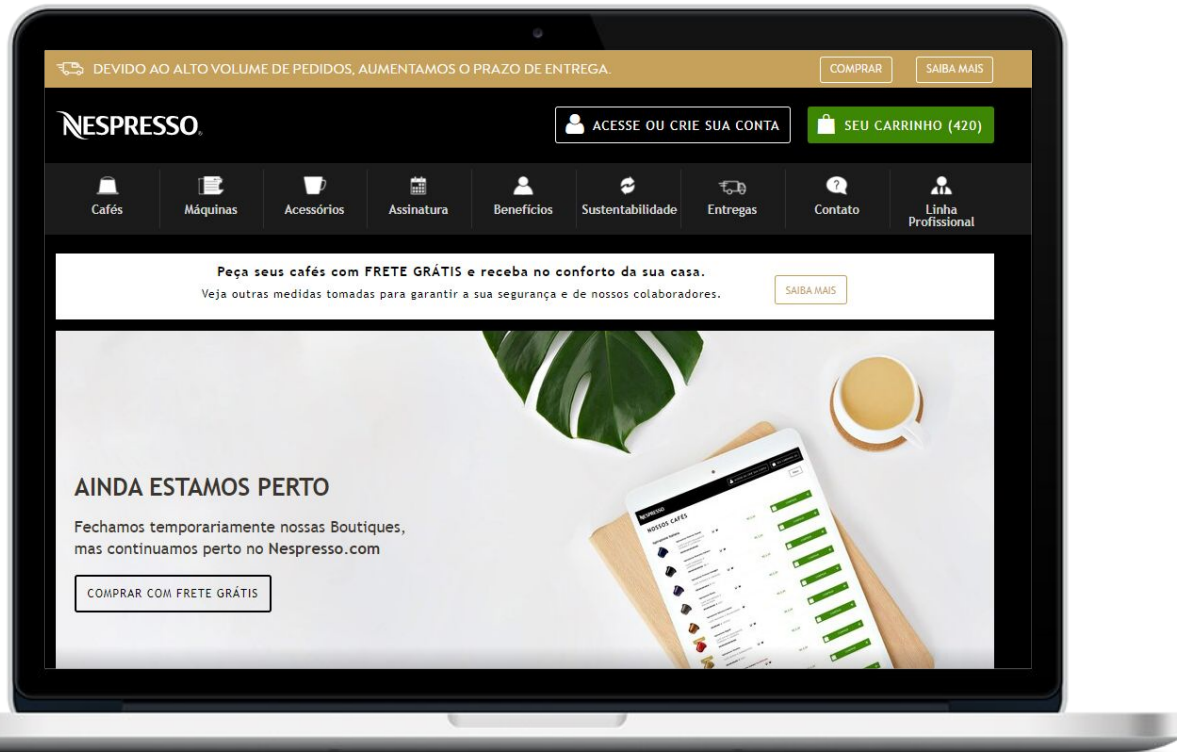 DEVIDO AO ALTO VOLUME DE PEDIDOS, AUMENTAMOS O PRAZO DE ENTREGA.
COMPRAR
SAIBA MAIS
NESPRESSO.
ACESSE OU CRIE SUA CONTA
SEU CARRINHO (420)
Cafés
Máquinas
Acessórios
Assinatura
Benefícios
Sustentabilidade
Entregas
Contato
Linha
Profissional
Peça seus cafés com FRETE GRÁTIS e receba no conforto da sua casa.
Veja outras medidas tomadas para garantir a sua segurança e de nossos colaboradores.
SAIBA MAIS
AINDA ESTAMOS PERTO
Fechamos temporariamente nossas Boutiques,
mas continuamos perto no Nespresso.com
COMPRAR COM FRETE GRÁTIS
NESPRESSO
NOSSOS CAFÉS